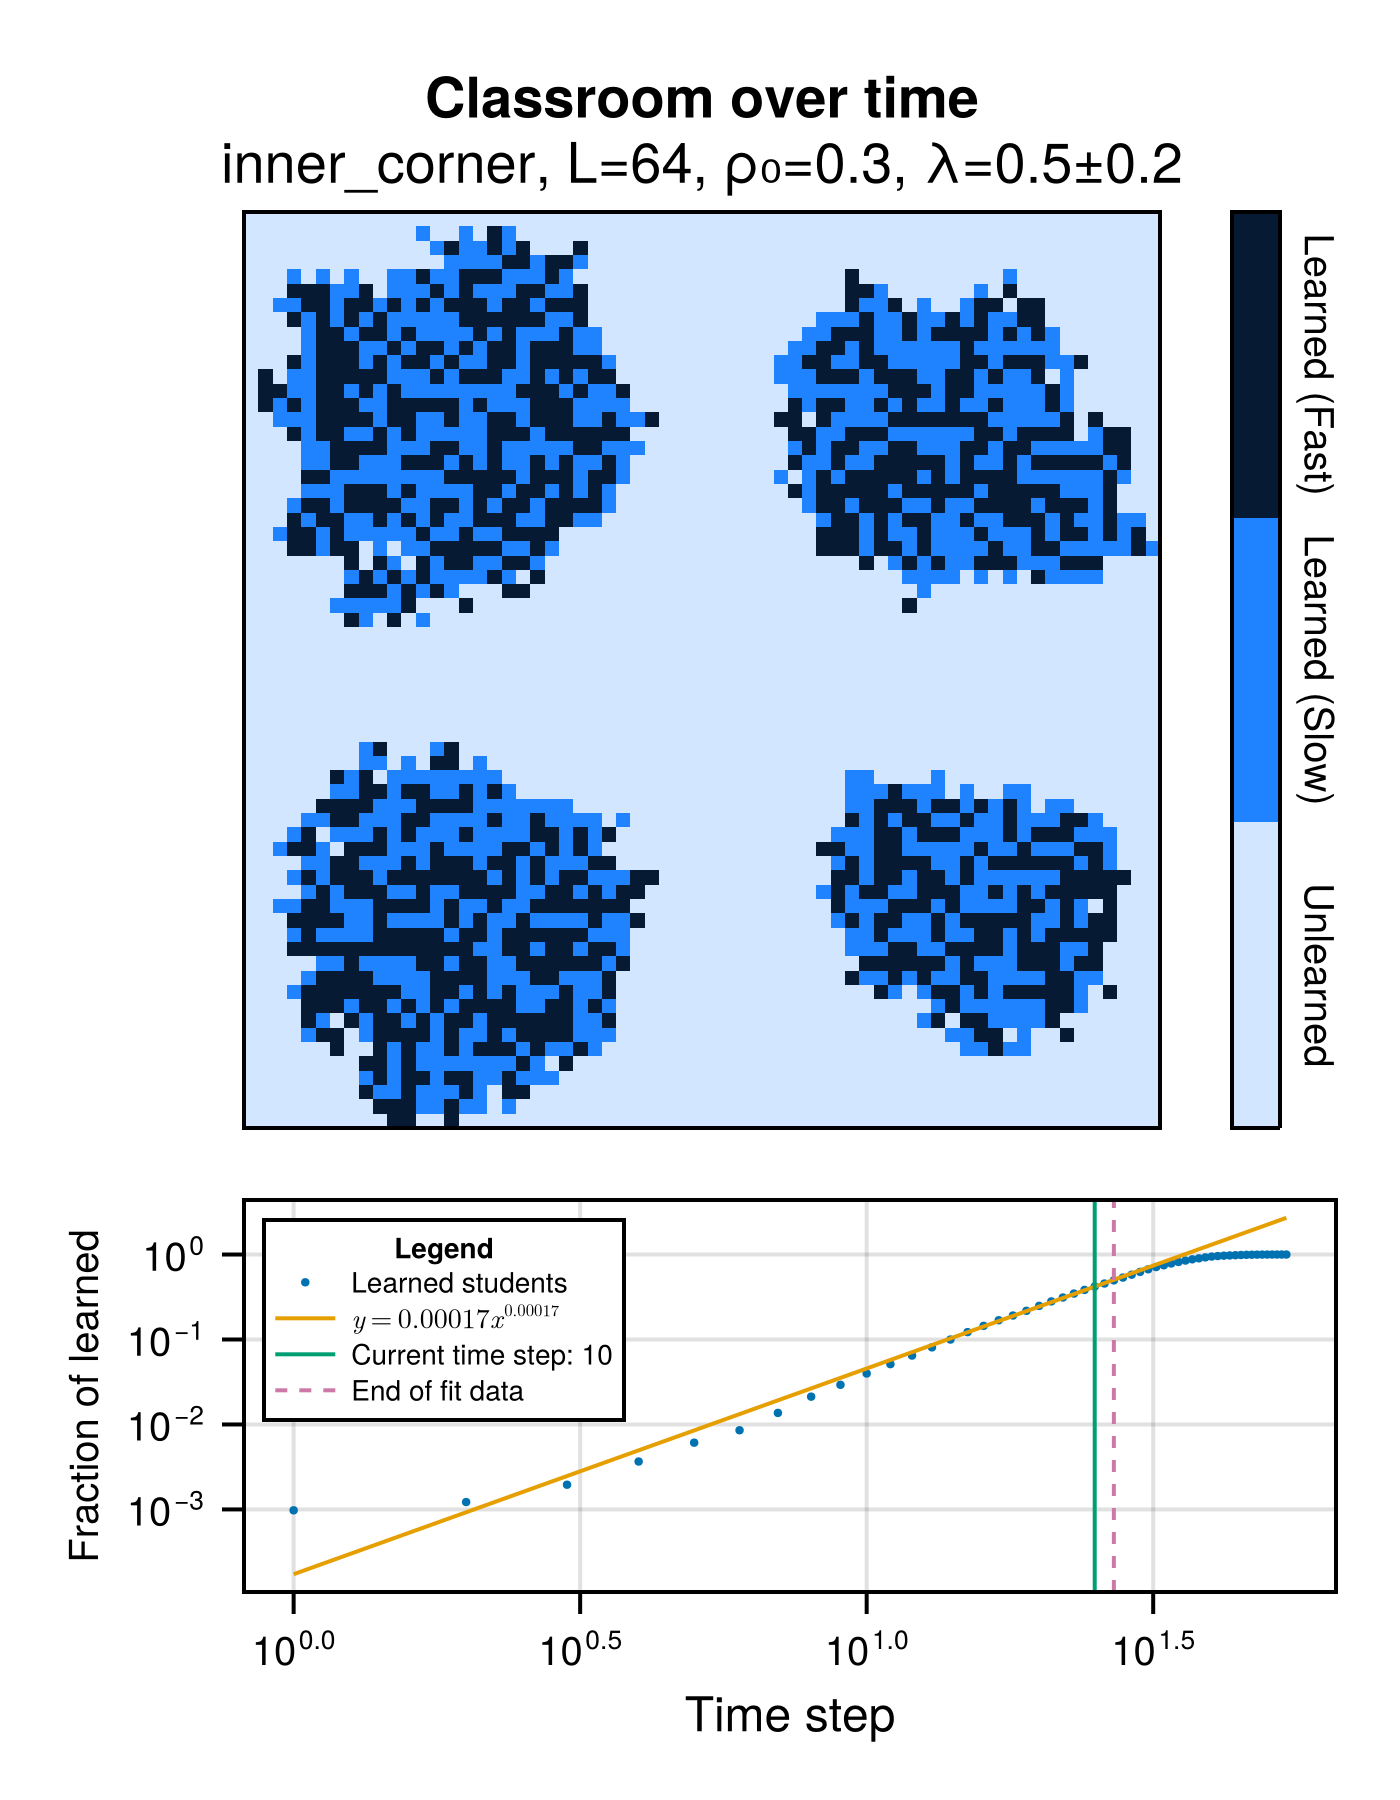 Classroom over time
inner_corner, L=64, ρ₀=0.3, λ=0.5±0.2
Learned (Fast)
Learned (Slow)
Unlearned
Fraction of learned
10⁰
10⁻¹
10⁻²
10⁻³
Legend
Learned students
y = 0.00017x^0.00017
Current time step: 10
End of fit data
10^0.0
10^0.5
10^1.0
10^1.5
Time step